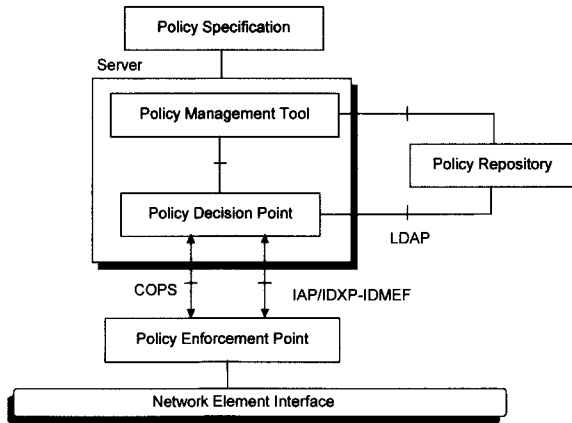 Policy Specification
Server
Policy Management Tool
Policy Repository
Policy Decision Point
LDAP
COPS
IAP/IDXP-IDMEF
Policy Enforcement Point
Network Element Interface